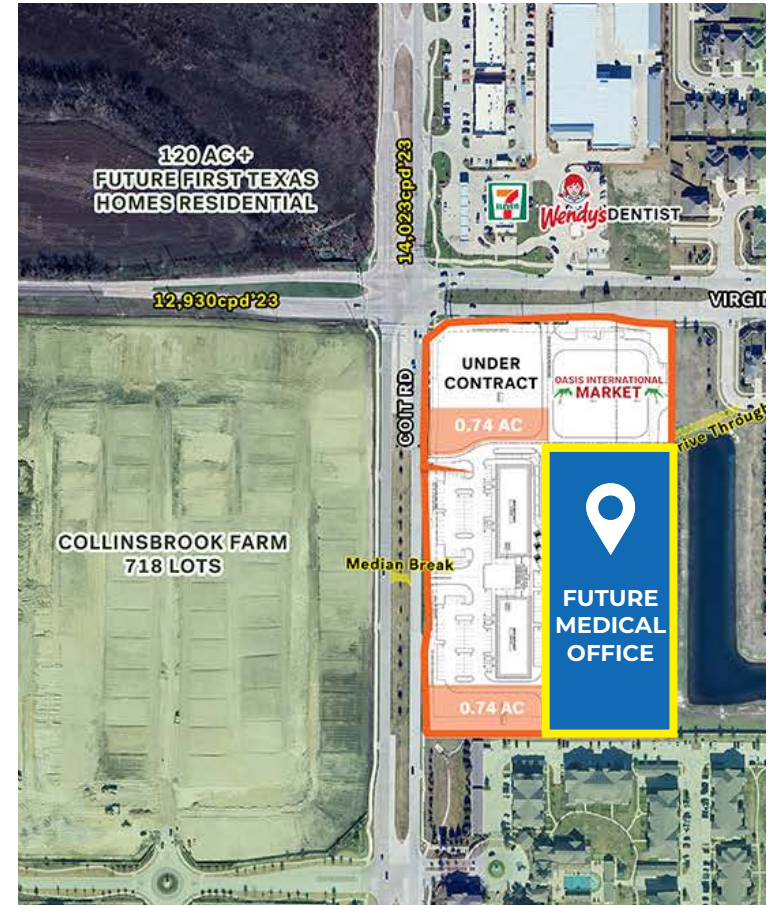 120 AC +
FUTURE FIRST TEXAS
HOMES RESIDENTIAL
14,023cpd'23
7
ELEVEN
Wendy's
DENTIST
12,930cpd'23
VIRGIN
COIT RD
UNDER
CONTRACT
0.74 AC
OASIS INTERNATIONAL
MARKET
rive Through
COLLINSBROOK FARM
718 LOTS
Median Break
FUTURE
MEDICAL
OFFICE
0.74 AC